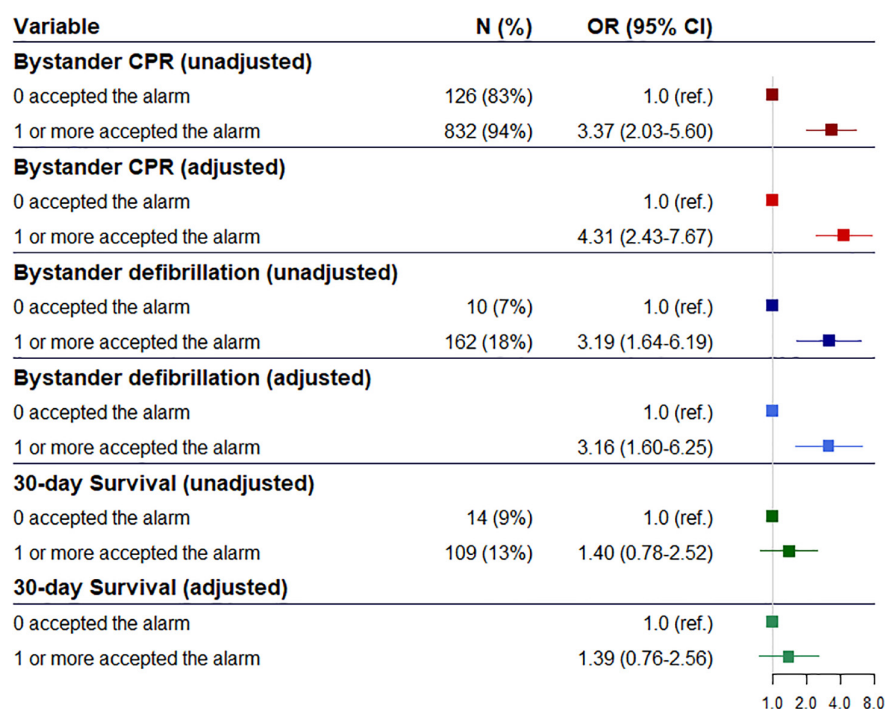 Variable N (%) OR (95% CI)
Bystander CPR (unadjusted)
0 accepted the alarm 126 (83%) 1.0 (ref.)
1 or more accepted the alarm 832 (94%) 3.37 (2.03-5.60)
Bystander CPR (adjusted)
0 accepted the alarm 1.0 (ref.)
1 or more accepted the alarm 4.31 (2.43-7.67)
Bystander defibrillation (unadjusted)
0 accepted the alarm 10 (7%) 1.0 (ref.)
1 or more accepted the alarm 162 (18%) 3.19 (1.64-6.19)
Bystander defibrillation (adjusted)
0 accepted the alarm 1.0 (ref.)
1 or more accepted the alarm 3.16 (1.60-6.25)
30-day Survival (unadjusted)
0 accepted the alarm 14 (9%) 1.0 (ref.)
1 or more accepted the alarm 109 (13%) 1.40 (0.78-2.52)
30-day Survival (adjusted)
0 accepted the alarm 1.0 (ref.)
1 or more accepted the alarm 1.39 (0.76-2.56)
1.0 2.0 4.0 8.0